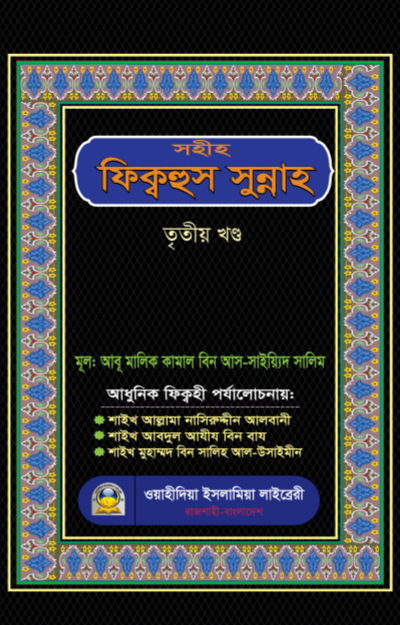 সহীহ
ফিক্বহুস সুন্নাহ
তৃতীয় খণ্ড
মূল: আবূ মালিক কামাল বিন আস-সাইয়্যিদ সালিম
আধুনিক ফিক্বহী পর্যালোচনায়:
শাইখ আল্লামা নাসিরুদ্দীন আলবানী
শাইখ আবদুল আযীয বিন বায
শাইখ মুহাম্মদ বিন সালিহ আল-উসাইমীন
ওয়াহীদিয়া ইসলামিয়া লাইব্রেরী
রাজশাহী-বাংলাদেশ